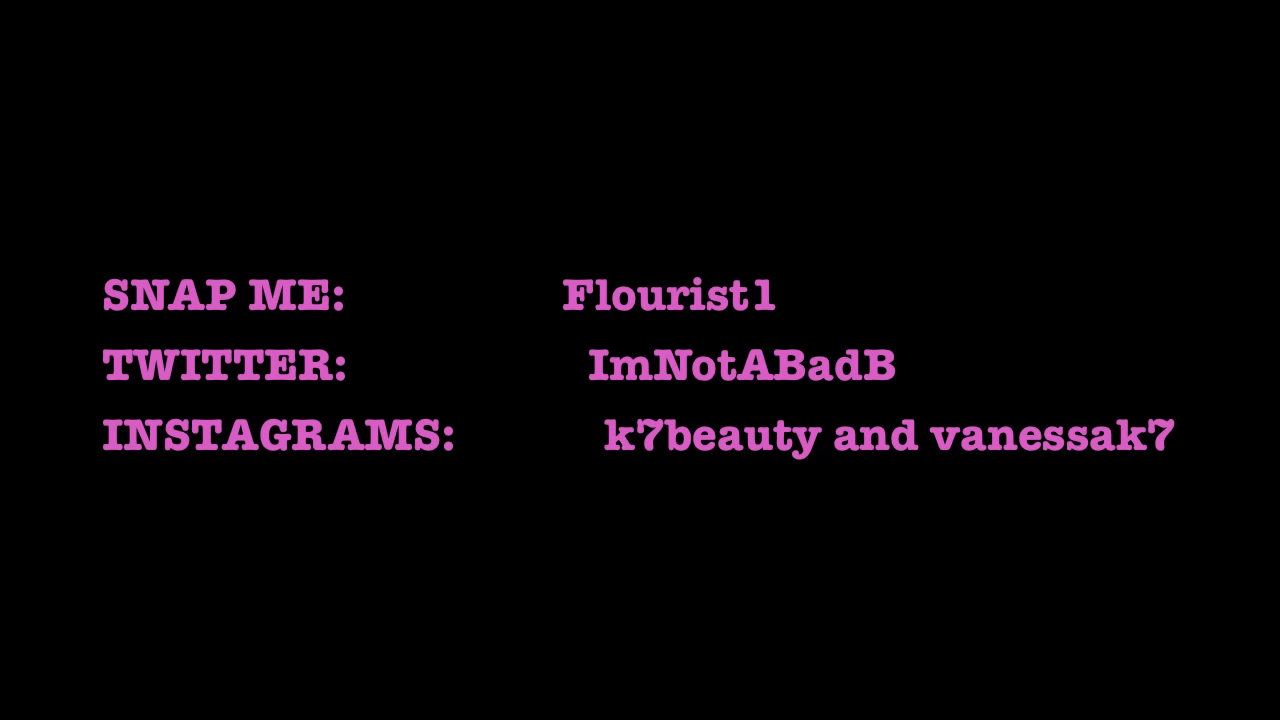 SNAP ME: Flourist1
TWITTER: ImNotABadB
INSTAGRAMS: k7beauty and vanessak7